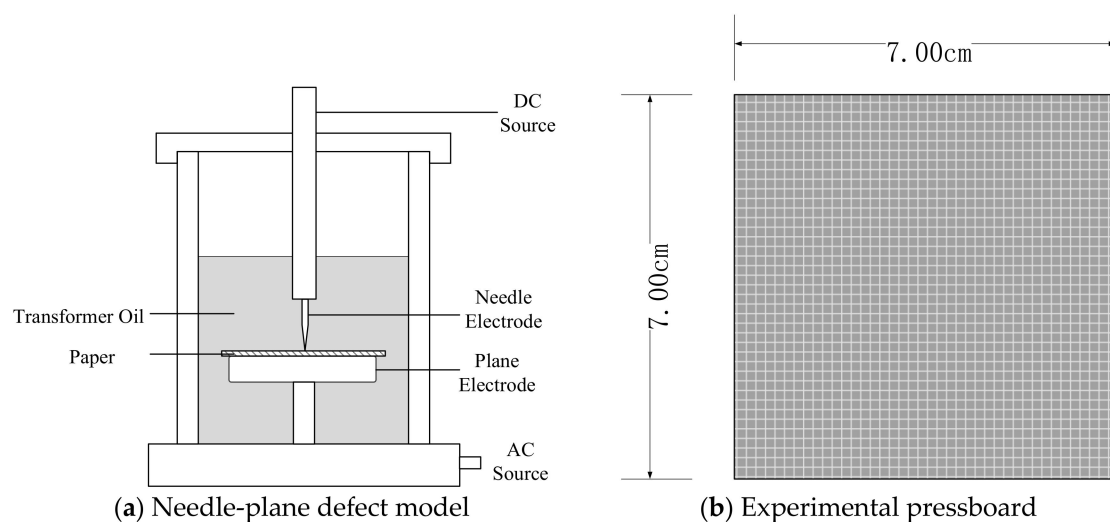 DC
Source
Transformer Oil
Needle
Electrode
Paper
Plane
Electrode
AC
Source
(a) Needle-plane defect model
7.00cm
7.00cm
(b) Experimental pressboard